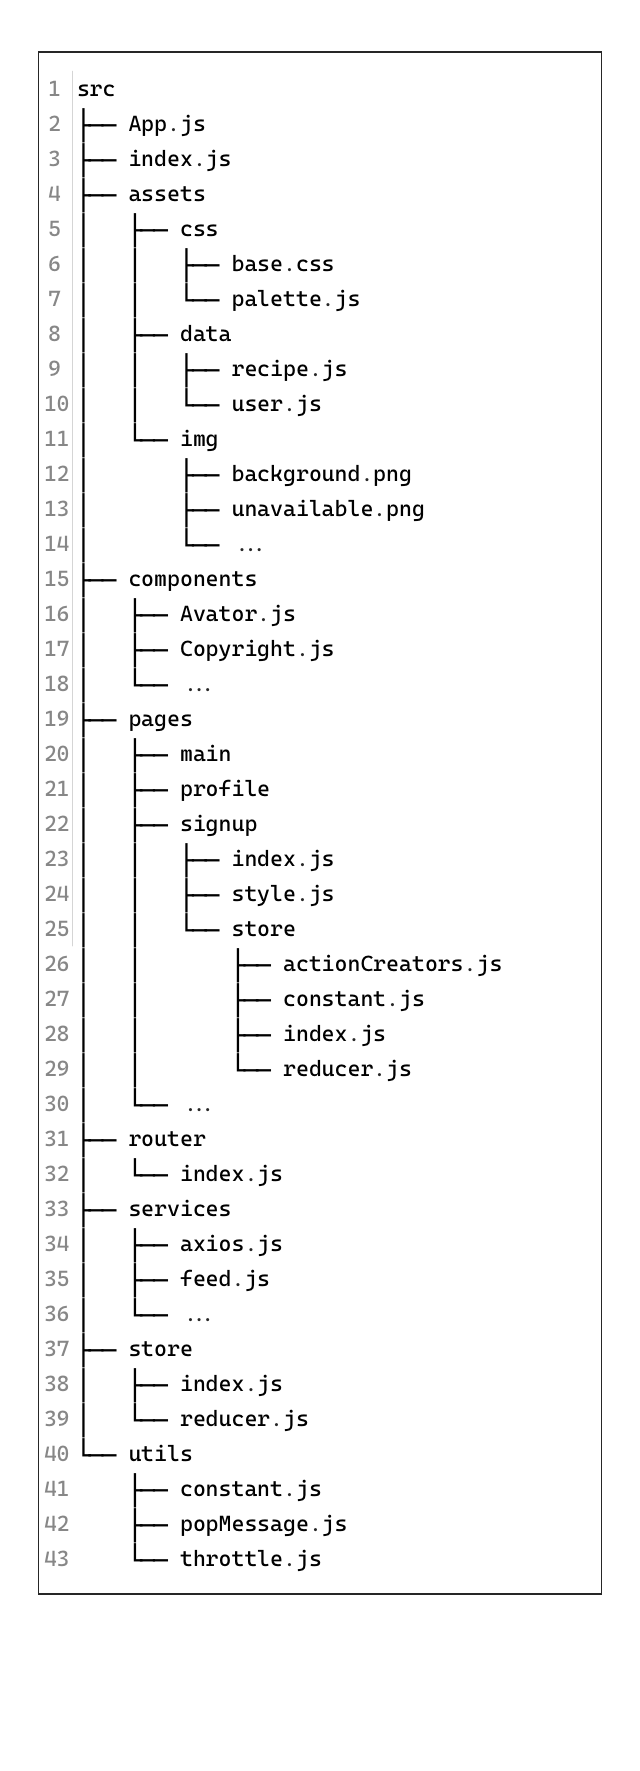 1 src
2 ├── App.js
3 ├── index.js
4 ├── assets
5 │   ├── css
6 │   │   ├── base.css
7 │   │   └── palette.js
8 │   ├── data
9 │   │   ├── recipe.js
10 │   │   └── user.js
11 │   └── img
12 │       ├── background.png
13 │       ├── unavailable.png
14 │       └── ...
15 ├── components
16 │   ├── Avator.js
17 │   ├── Copyright.js
18 │   └── ...
19 ├── pages
20 │   ├── main
21 │   ├── profile
22 │   ├── signup
23 │   │   ├── index.js
24 │   │   ├── style.js
25 │   │   └── store
26 │   │       ├── actionCreators.js
27 │   │       ├── constant.js
28 │   │       ├── index.js
29 │   │       └── reducer.js
30 │   └── ...
31 ├── router
32 │   └── index.js
33 ├── services
34 │   ├── axios.js
35 │   ├── feed.js
36 │   └── ...
37 ├── store
38 │   ├── index.js
39 │   └── reducer.js
40 └── utils
41     ├── constant.js
42     ├── popMessage.js
43     └── throttle.js